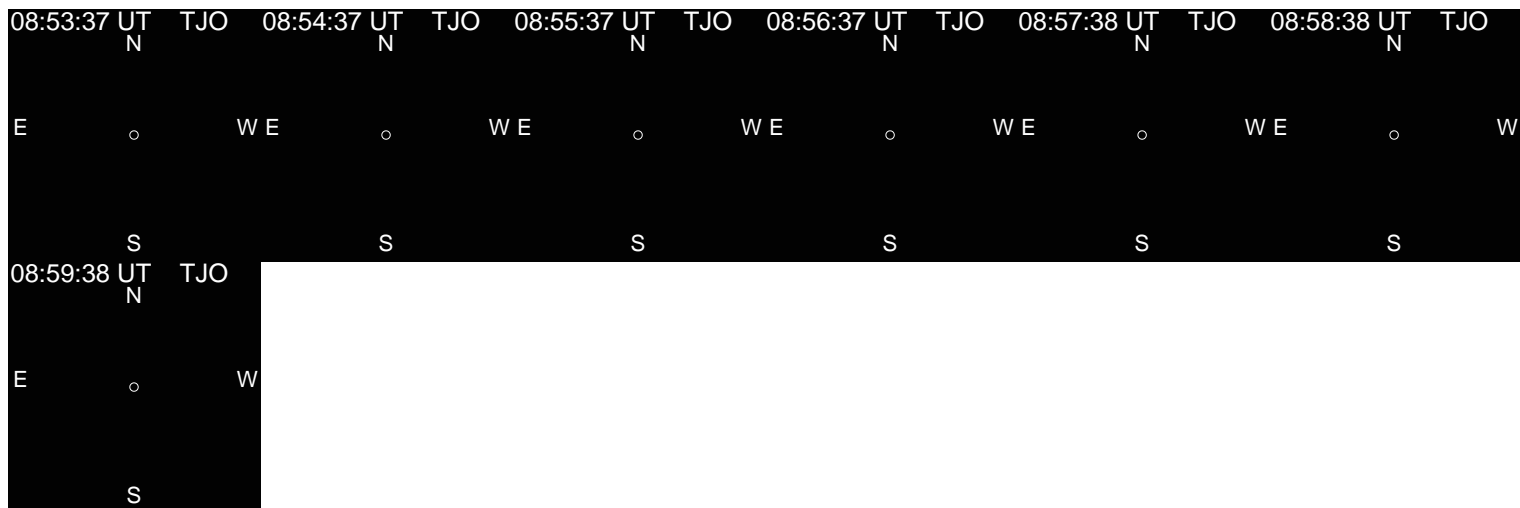 08:53:37 UT TJO 08:54:37 UT TJO 08:55:37 UT TJO 08:56:37 UT TJO 08:57:38 UT TJO 08:58:38 UT TJO
N N N N N N
E W E W E W E W E W E W
S S S S S S
08:59:38 UT TJO
N
E W
S